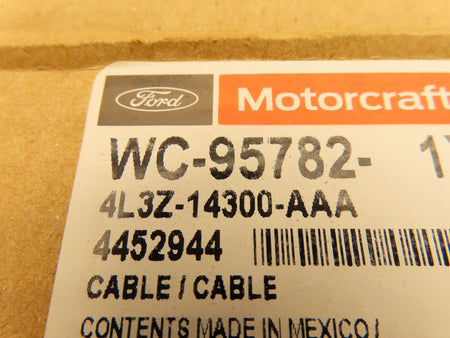 Ford Motorcraft
WC-95782-
4L3Z-14300-AAA
4452944
CABLE / CABLE
CONTENTS MADE IN MEXICO /